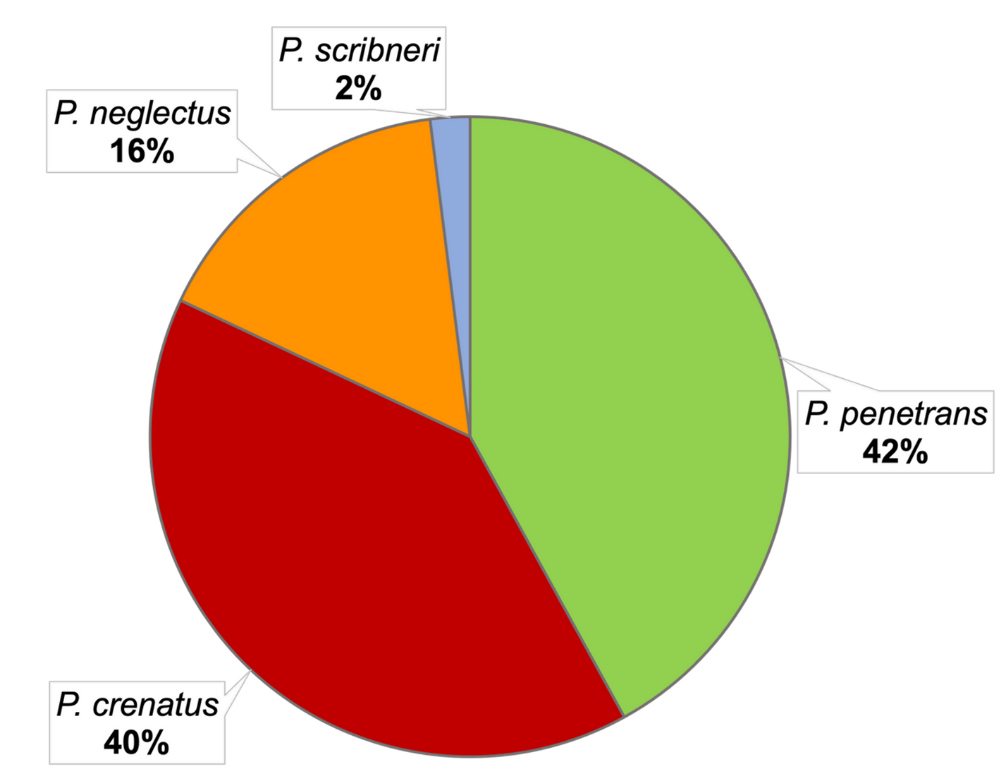 P. scribneri
2%
P. neglectus
16%
P. penetrans
42%
P. crenatus
40%